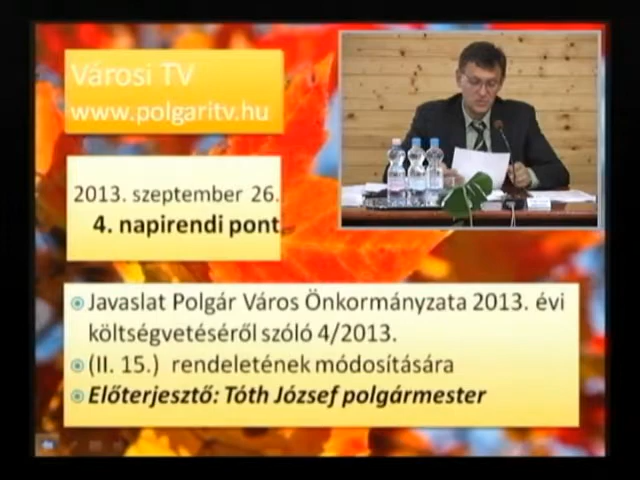 Városi TV
www.polgaritv.hu
2013. szeptember 26.
4. napirendi pont
Javaslat Polgár Város Önkormányzata 2013. évi
költségvetéséről szóló 4/2013.
(II. 15.) rendeletének módosítására
Előterjesztő: Tóth József polgármester